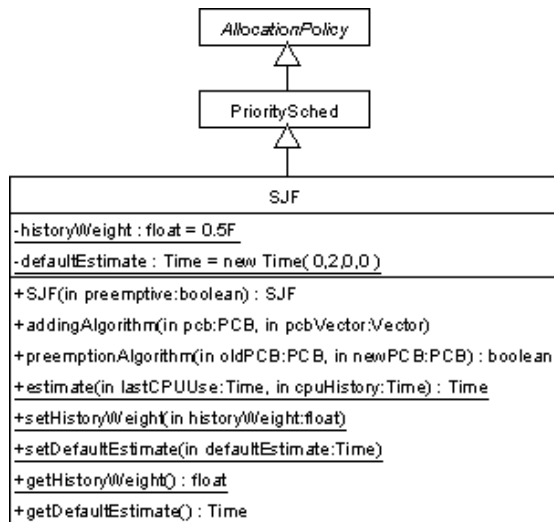 AllocationPolicy
PrioritySched
SJF
-historyWeight : float = 0.5F
-defaultEstimate : Time = new Time( 0,2,0,0 )
+SJF(in preemptive:boolean) : SJF
+addingAlgorithm(in pcb:PCB, in pcbVector:Vector)
+preemptionAlgorithm(in oldPCB:PCB, in newPCB:PCB) : boolean
+estimate(in lastCPUUse:Time, in cpuHistory:Time) : Time
+setHistoryWeight(in historyWeight:float)
+setDefaultEstimate(in defaultEstimate:Time)
+getHistoryWeight() : float
+getDefaultEstimate() : Time